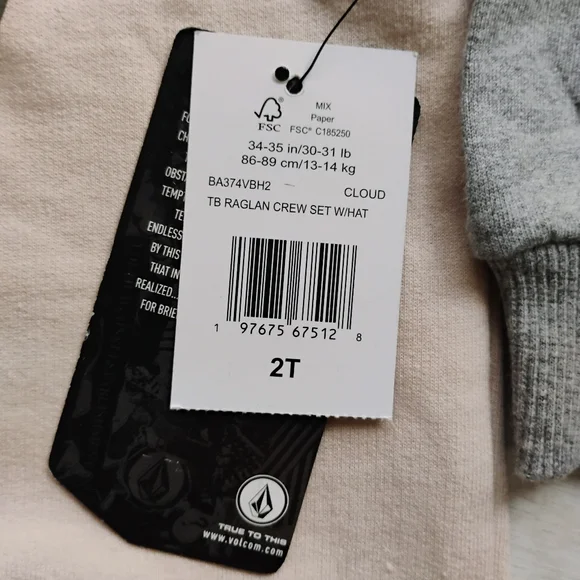 FSC
MIX
Paper
FSC® C185250
34-35 in/30-31 lb
86-89 cm/13-14 kg
BA374VBH2 – CLOUD
TB RAGLAN CREW SET W/HAT
1 97675 67512 8
2T
OBST
TEMP
TE
ENDLESS
BY THIS
THAT IN
REALIZED...
FOR BRIE
TRUE TO THIS
www.volcom.com